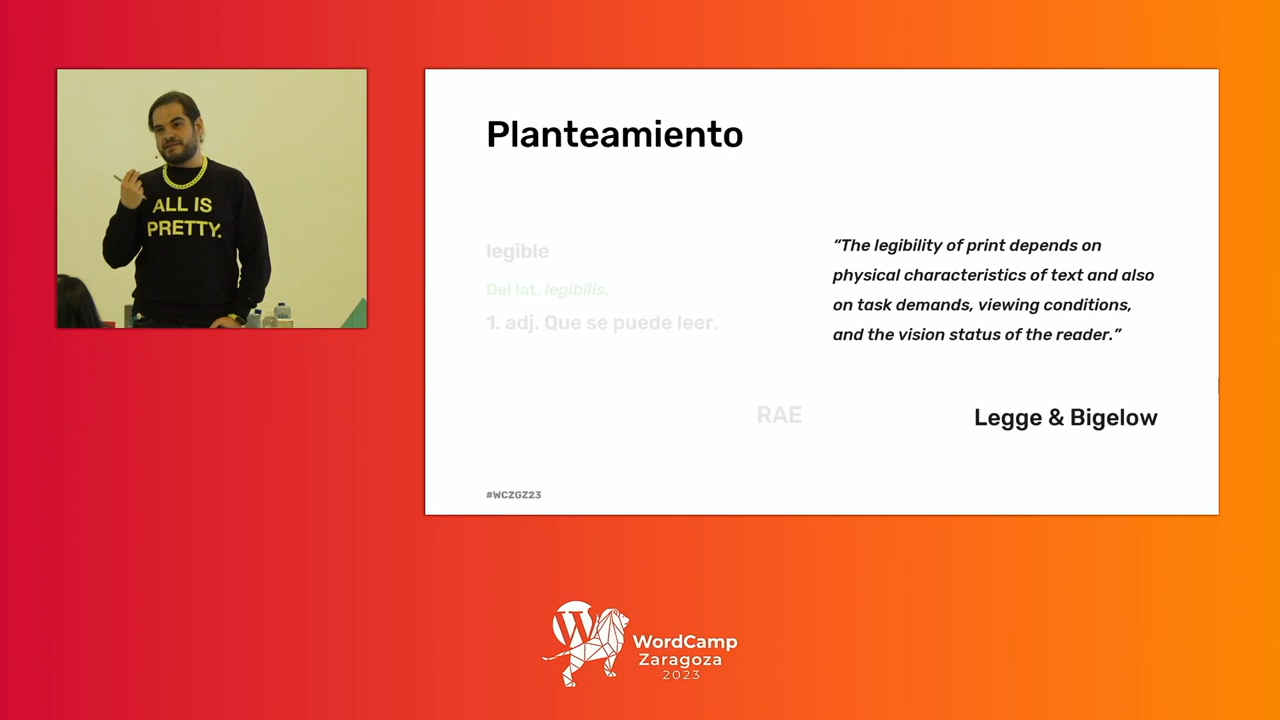 ALL IS
PRETTY.
Planteamiento
legible
Del lat. legibilis.
1. adj. Que se puede leer.
RAE
“The legibility of print depends on
physical characteristics of text and also
on task demands, viewing conditions,
and the vision status of the reader.”
Legge & Bigelow
#WCZGZ23
WordCamp
Zaragoza
2023